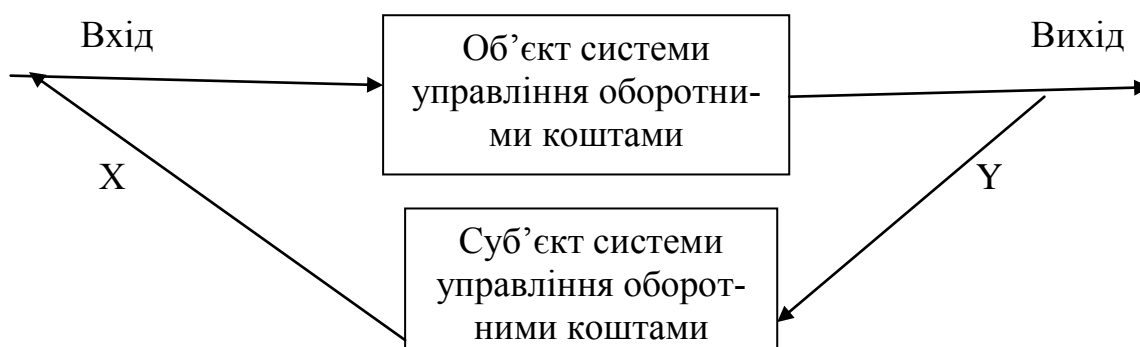 Вхід
Вихід
Об’єкт системи
управління оборотни-
ми коштами
X
Y
Суб’єкт системи
управління оборот-
ними коштами